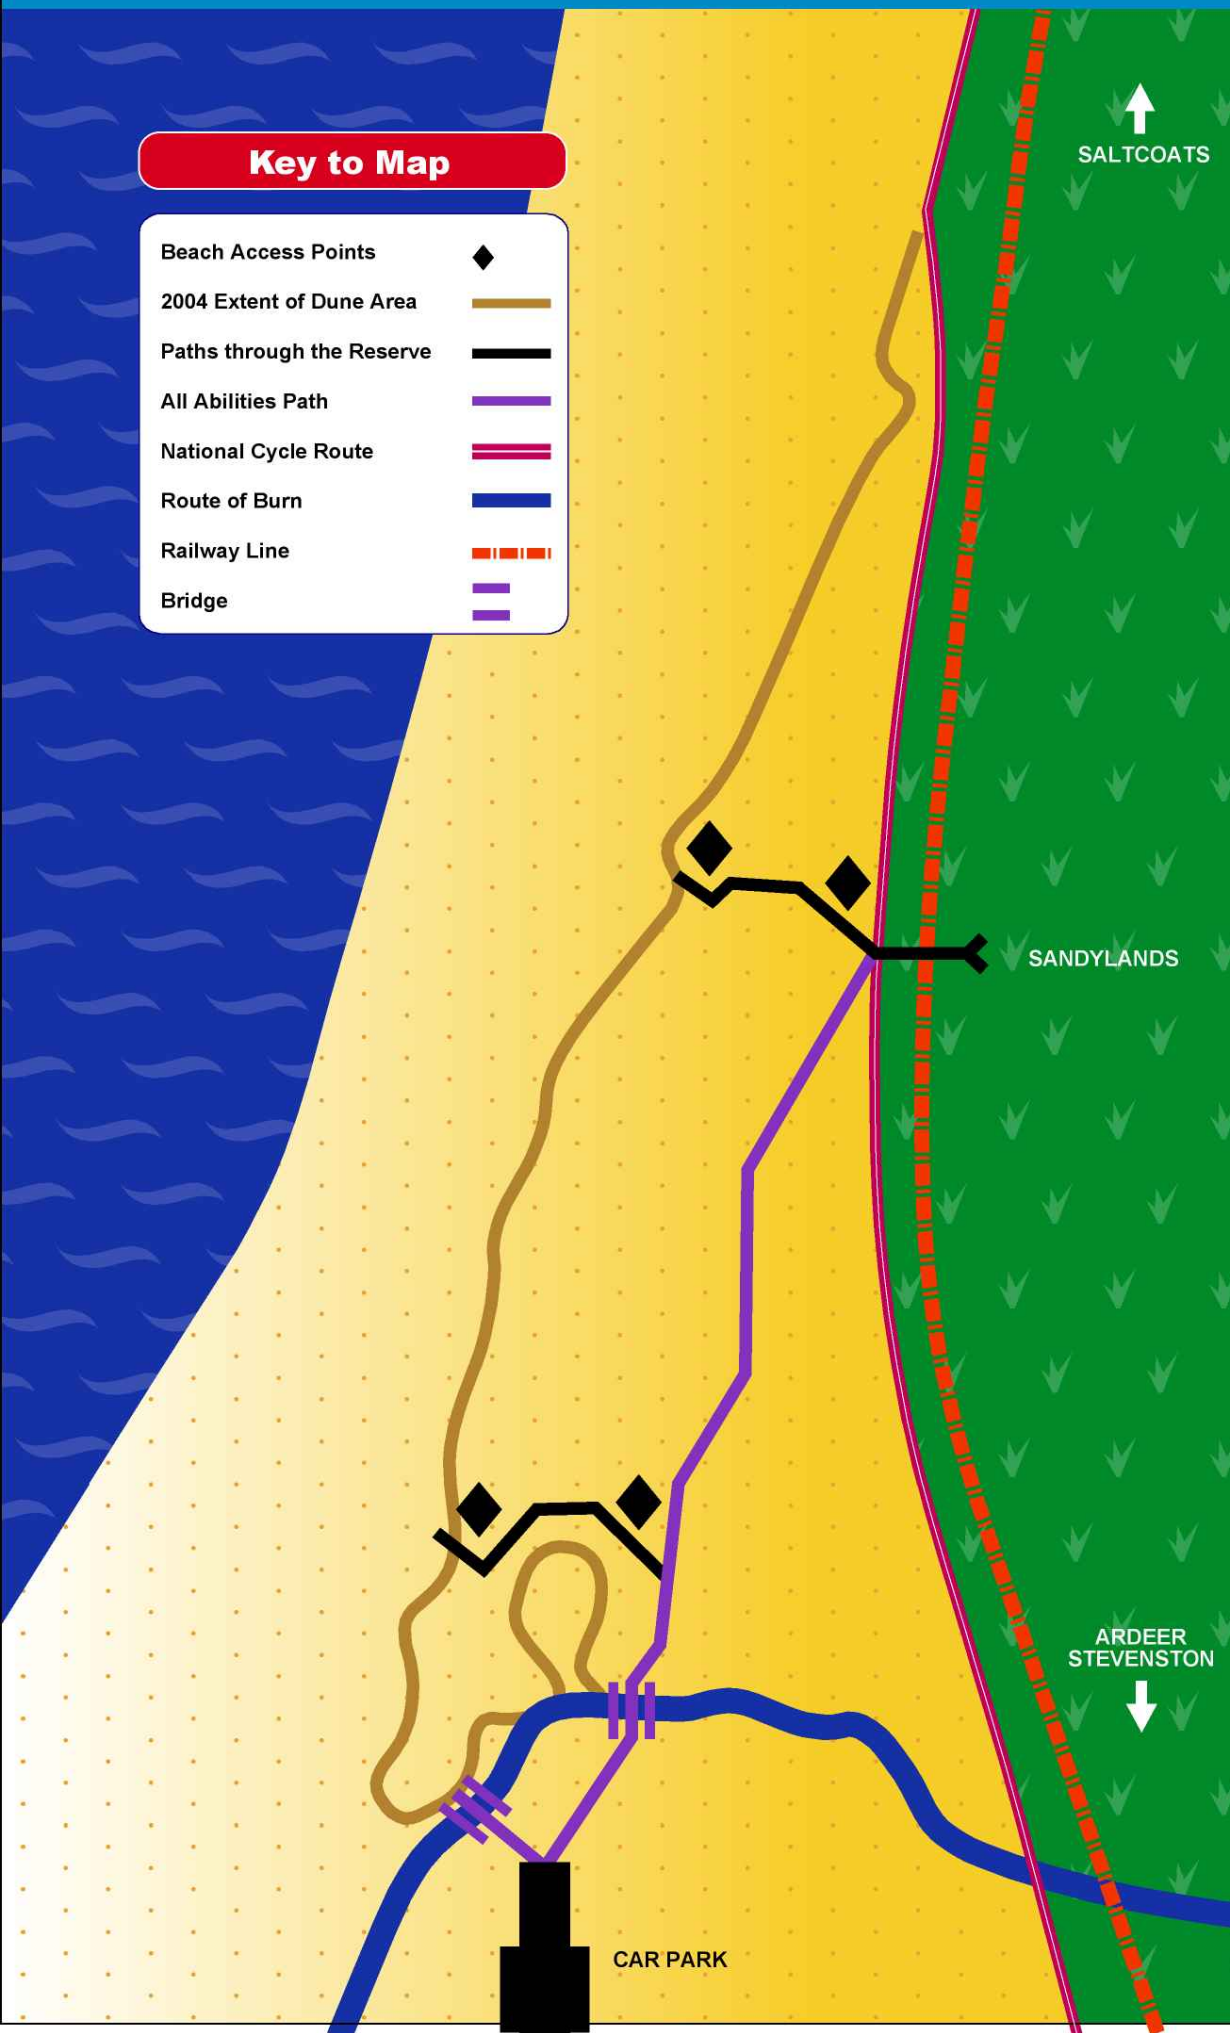 Key to Map
Beach Access Points
2004 Extent of Dune Area
Paths through the Reserve
All Abilities Path
National Cycle Route
Route of Burn
Railway Line
Bridge
SALTCOATS
SANDYLANDS
ARDEER
STEVENSTON
CAR PARK